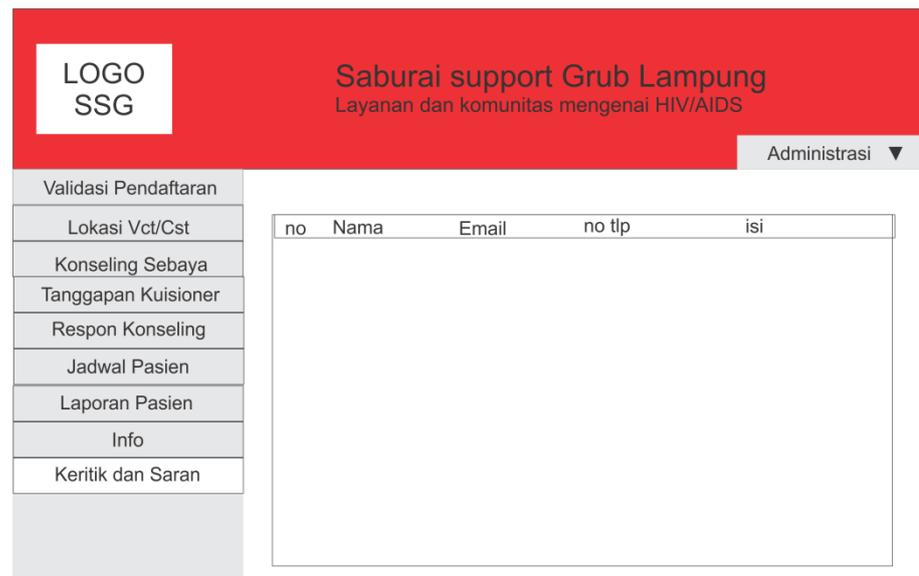 LOGO
SSG
Saburai support Grub Lampung
Layanan dan komunitas mengenai HIV/AIDS
Administrasi ▼
Validasi Pendaftaran
Lokasi Vct/Cst
Konseling Sebaya
Tanggapan Kuisioner
Respon Konseling
Jadwal Pasien
Laporan Pasien
Info
Keritik dan Saran
no Nama Email no tlp isi